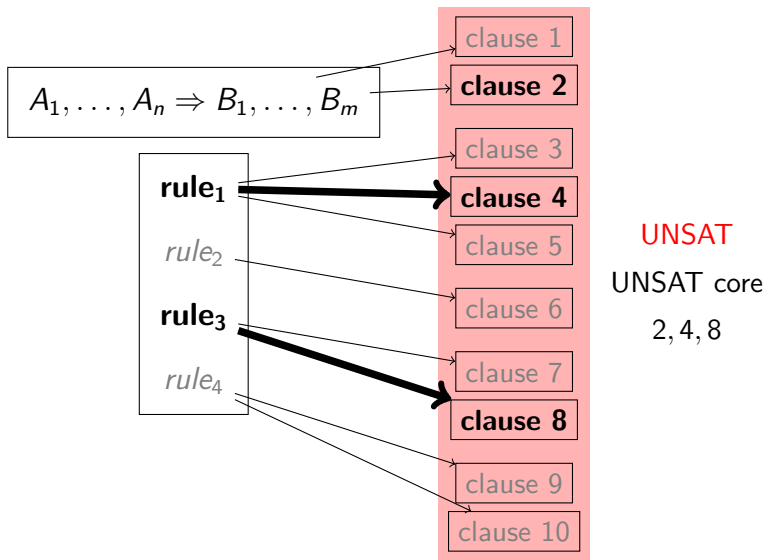 A₁, . . . , Aₙ ⇒ B₁, . . . , Bₘ
rule₁
rule₂
rule₃
rule₄
clause 1
clause 2
clause 3
clause 4
clause 5
clause 6
clause 7
clause 8
clause 9
clause 10
UNSAT
UNSAT core
2, 4, 8